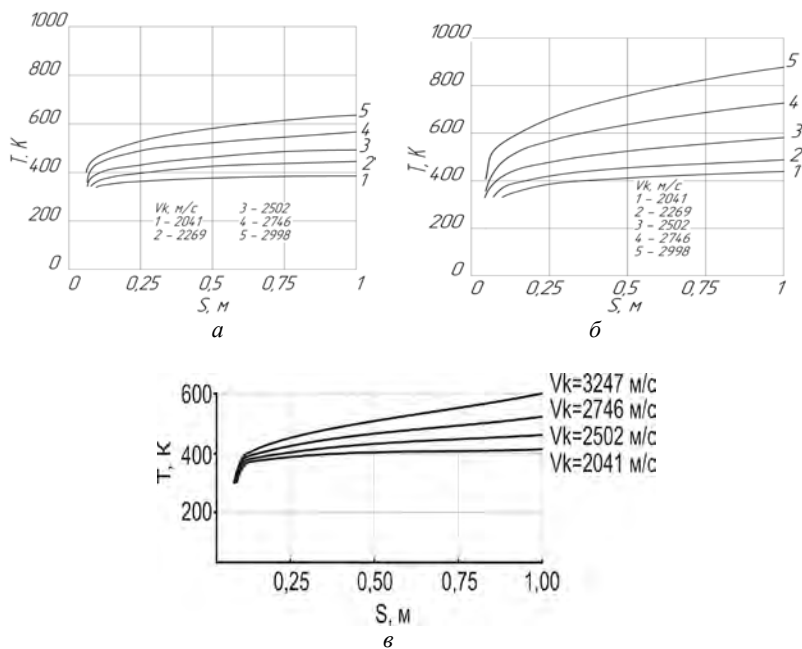 1000
800
600
400
200
0
T, K
5
4
3
2
1
Vk, м/с
1 – 2041
2 – 2269
3 – 2502
4 – 2746
5 – 2998
0 0,25 0,5 0,75 1
S, м
а
1000
800
600
400
200
0
T, K
5
4
3
2
1
Vk, м/с
1 – 2041
2 – 2269
3 – 2502
4 – 2746
5 – 2998
0 0,25 0,5 0,75 1
S, м
б
600
400
200
T, K
Vk=3247 м/с
Vk=2746 м/с
Vk=2502 м/с
Vk=2041 м/с
0,25 0,50 0,75 1,00
S, м
в